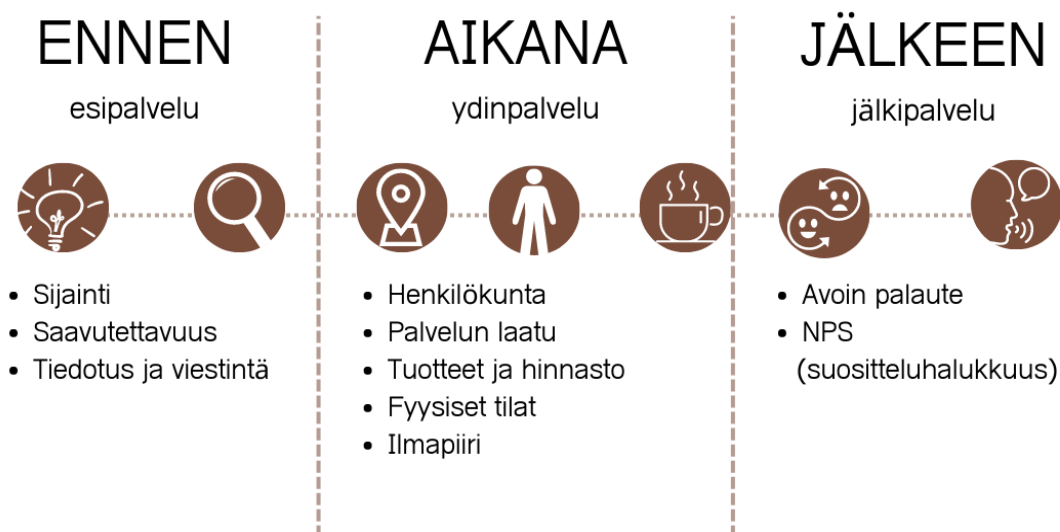 ENNEN
esipalvelu
• Sijainti
• Saavutettavuus
• Tiedotus ja viestintä
AIKANA
ydinpalvelu
• Henkilökunta
• Palvelun laatu
• Tuotteet ja hinnasto
• Fyysiset tilat
• Ilmapiiri
JÄLKEEN
jälkipalvelu
• Avoin palaute
• NPS
(suositteluhalukkuus)